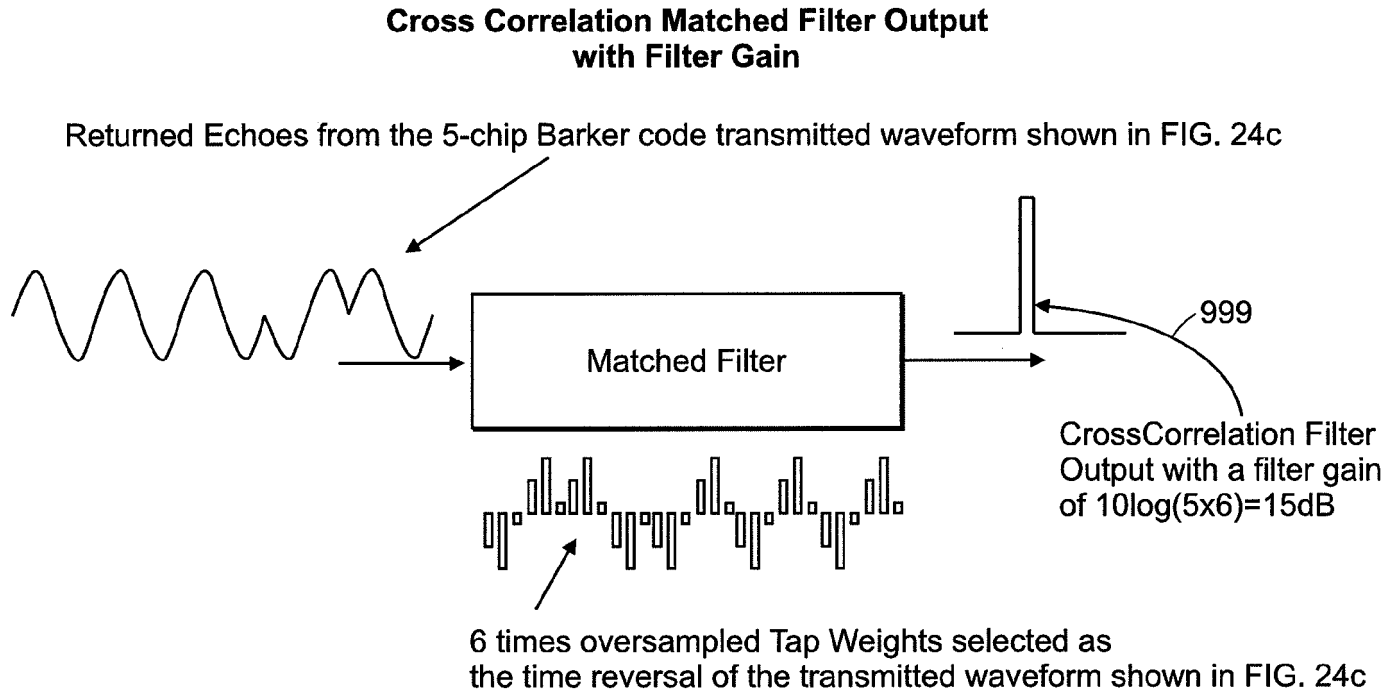 Cross Correlation Matched Filter Output
with Filter Gain
Returned Echoes from the 5-chip Barker code transmitted waveform shown in FIG. 24c
999
Matched Filter
CrossCorrelation Filter
Output with a filter gain
of 10log(5x6)=15dB
6 times oversampled Tap Weights selected as
the time reversal of the transmitted waveform shown in FIG. 24c